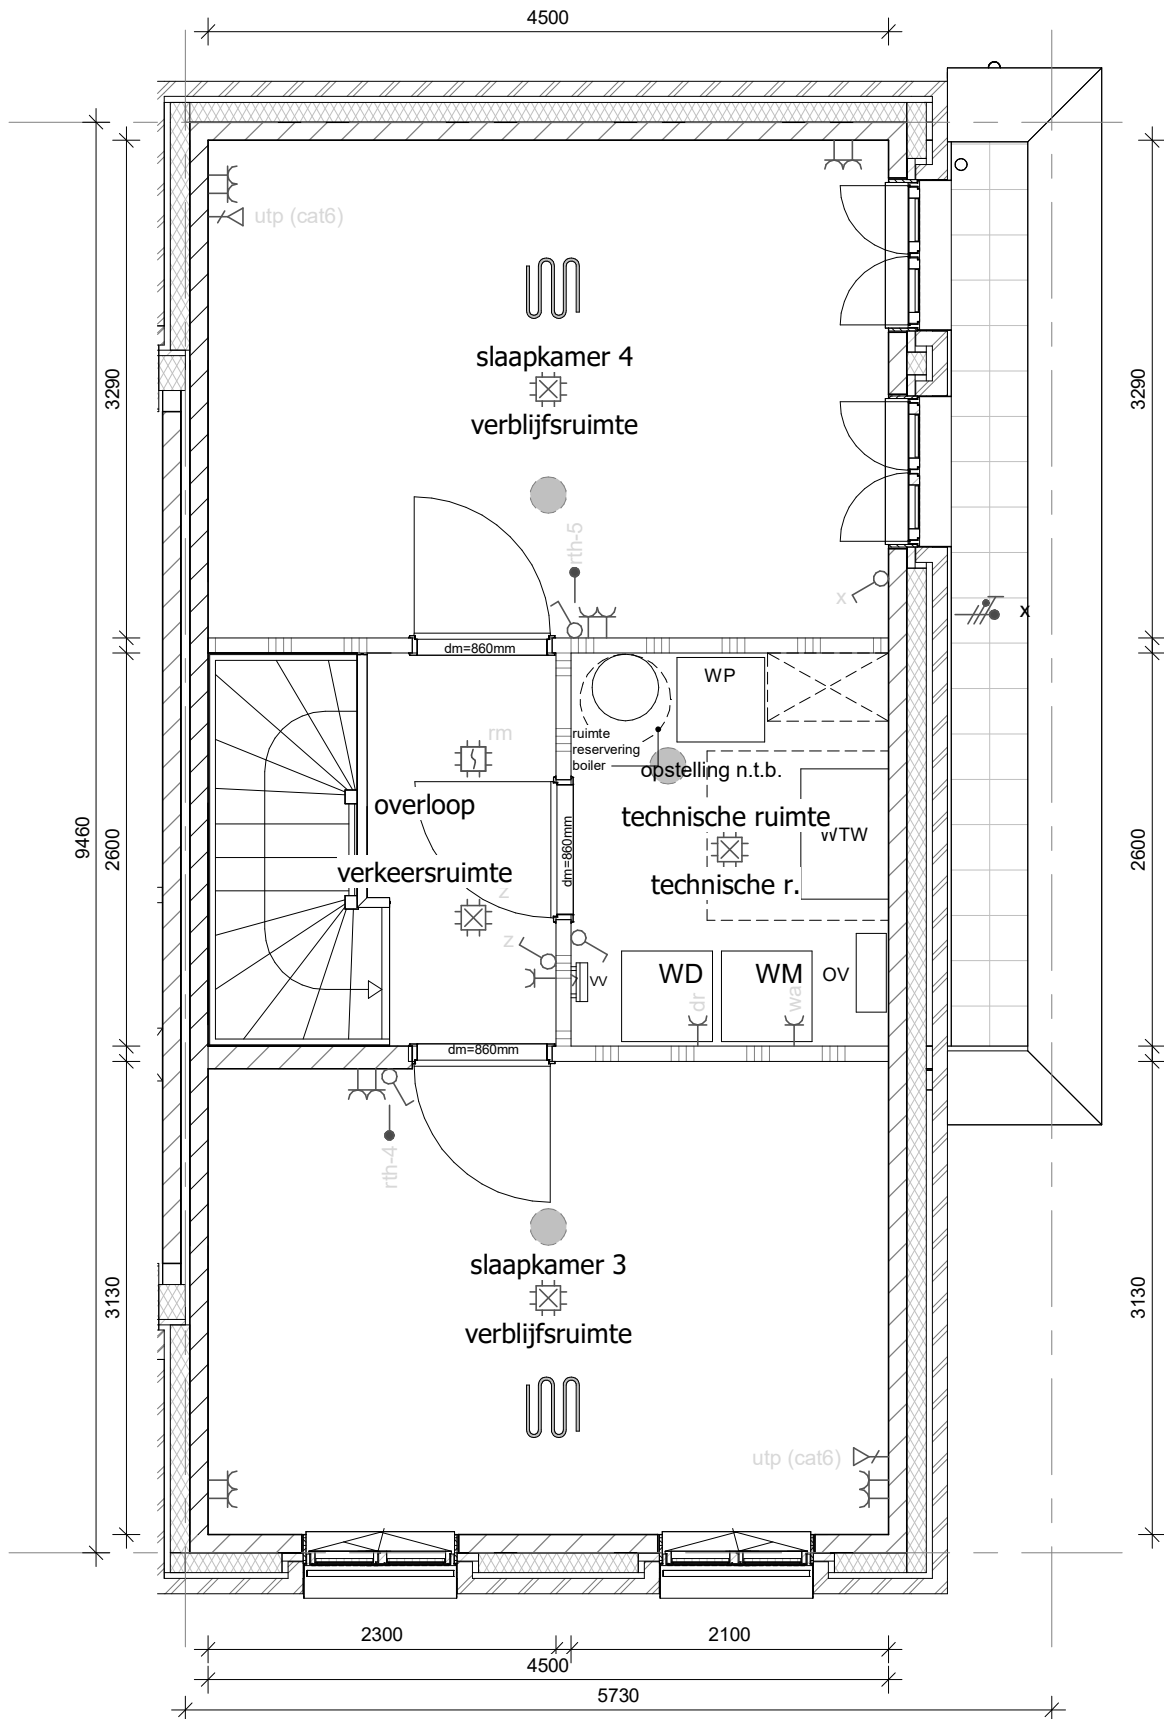 4500
utp (cat6)
slaapkamer 4
verblijfsruimte
3290
3290
rth-5
x
x
dm=860mm
WP
rm
ruimte
reservering
boiler
opstelling n.t.b.
overloop
technische ruimte
WTW
9460
2600
2600
dm=860mm
verkeersruimte
technische r.
z
z
vv
WD
WM
OV
dr
wa
dm=860mm
rth-4
slaapkamer 3
verblijfsruimte
3130
3130
utp (cat6)
2300
2100
4500
5730